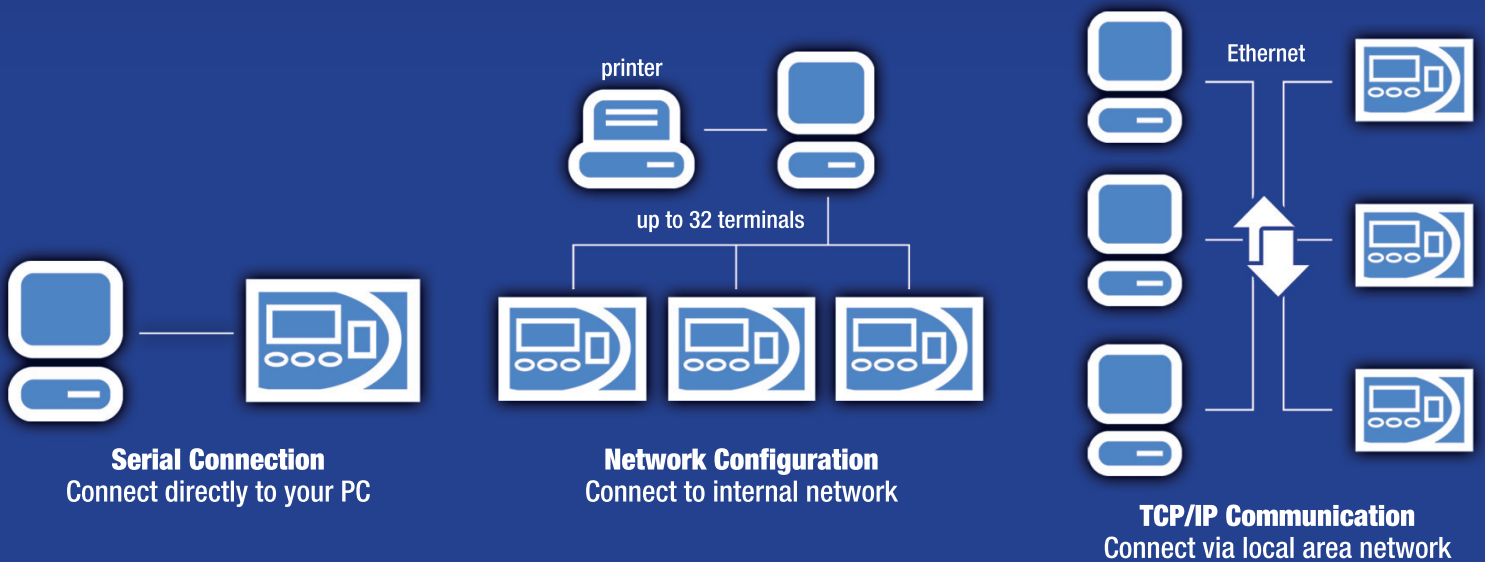 Serial Connection
Connect directly to your PC
printer
up to 32 terminals
Network Configuration
Connect to internal network
Ethernet
TCP/IP Communication
Connect via local area network